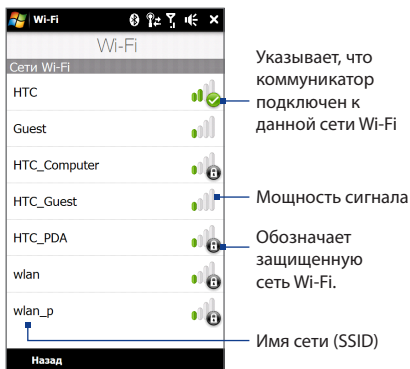 Wi-Fi
Wi-Fi
Сети Wi-Fi
HTC
Guest
HTC_Computer
HTC_Guest
HTC_PDA
wlan
wlan_p
Назад
Указывает, что
коммуникатор
подключен к
данной сети Wi-Fi
Мощность сигнала
Обозначает
защищенную
сеть Wi-Fi.
Имя сети (SSID)